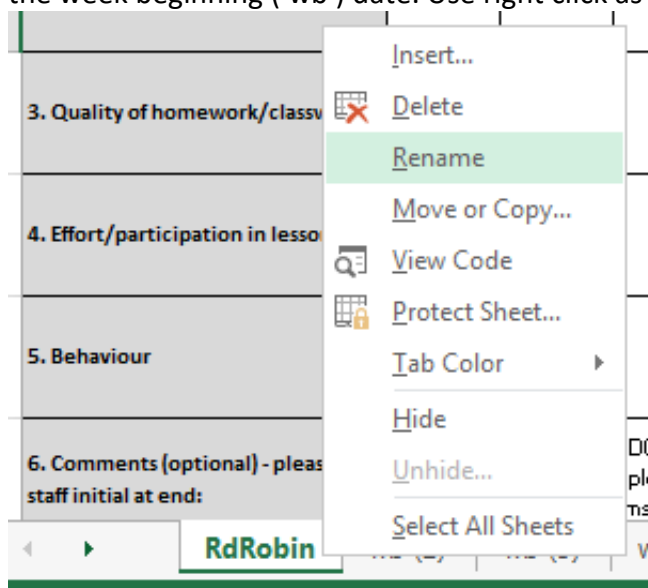 the week beginning ('wb') date. Use right click as
Insert...
3. Quality of homework/classw
Delete
Rename
Move or Copy...
4. Effort/participation in lesso
View Code
Protect Sheet...
5. Behaviour
Tab Color
Hide
6. Comments (optional) - pleas
staff initial at end:
Unhide...
Select All Sheets
RdRobin